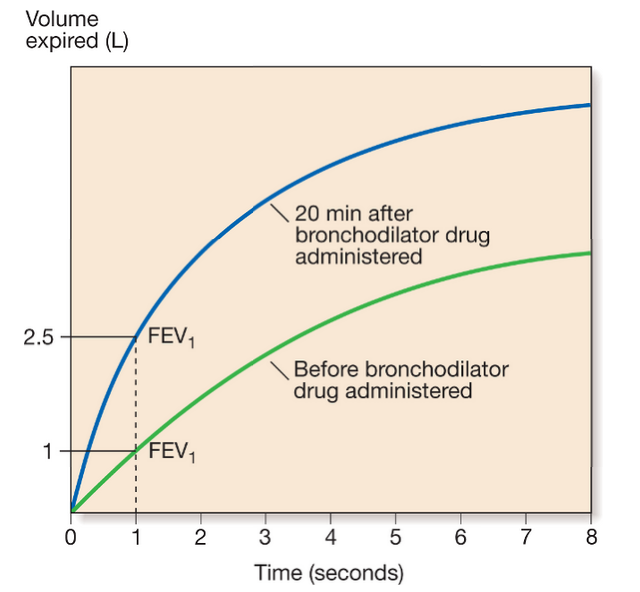 Volume
expired (L)
20 min after
bronchodilator drug
administered
2.5
FEV₁
Before bronchodilator
drug administered
1
FEV₁
0 1 2 3 4 5 6 7 8
Time (seconds)